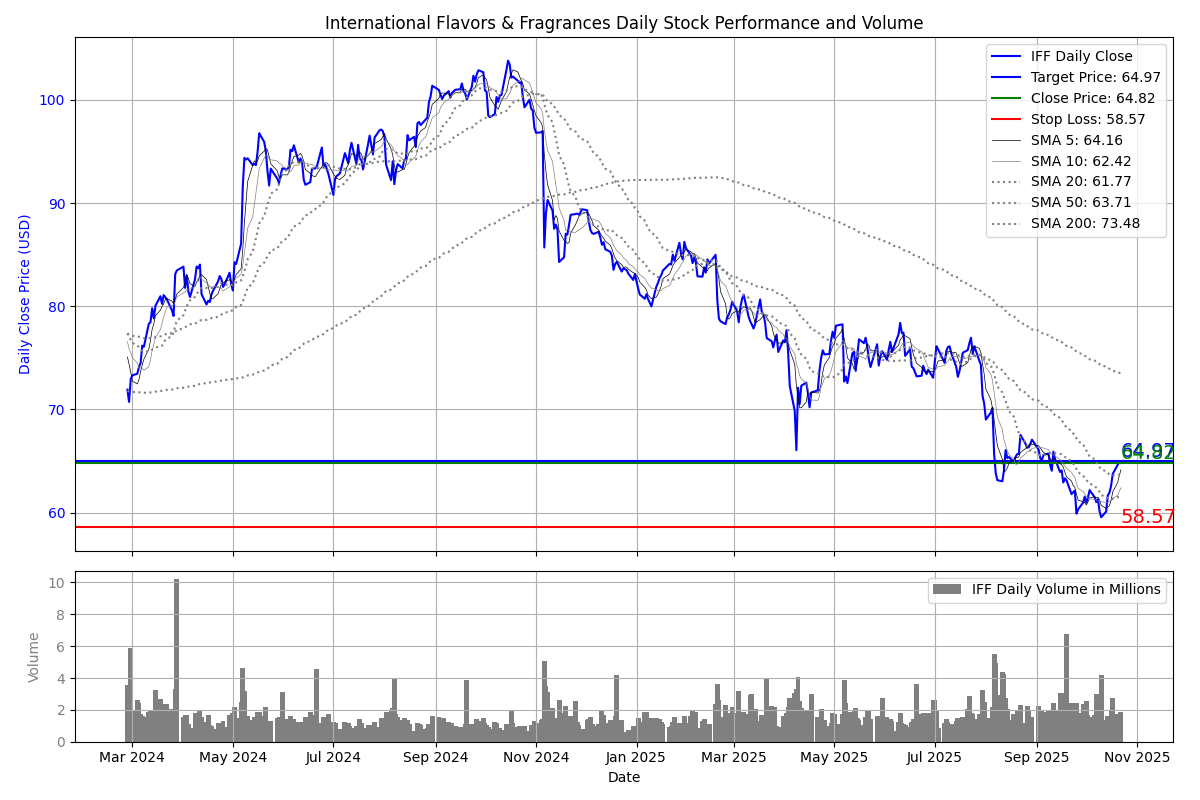 International Flavors & Fragrances Daily Stock Performance and Volume
Daily Close Price (USD)
100
90
80
70
60
IFF Daily Close
Target Price: 64.97
Close Price: 64.82
Stop Loss: 58.57
SMA 5: 64.16
SMA 10: 62.42
SMA 20: 61.77
SMA 50: 63.71
SMA 200: 73.48
64.97
64.82
58.57
Volume
10
8
6
4
2
0
IFF Daily Volume in Millions
Mar 2024 May 2024 Jul 2024 Sep 2024 Nov 2024 Jan 2025 Mar 2025 May 2025 Jul 2025 Sep 2025 Nov 2025
Date